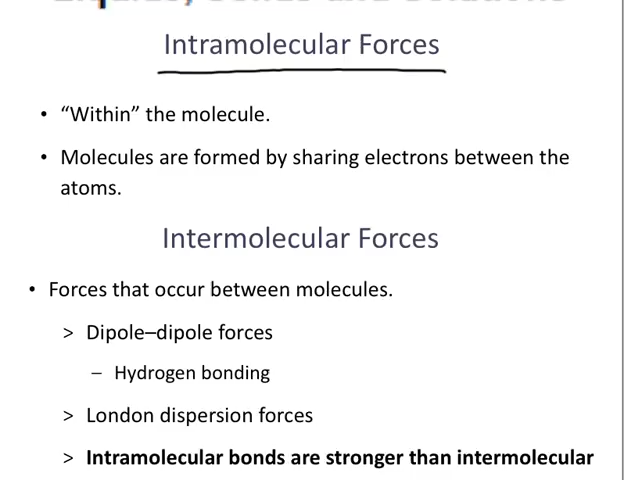 Intramolecular Forces
• “Within” the molecule.
• Molecules are formed by sharing electrons between the
atoms.
Intermolecular Forces
• Forces that occur between molecules.
> Dipole–dipole forces
– Hydrogen bonding
> London dispersion forces
> Intramolecular bonds are stronger than intermolecular